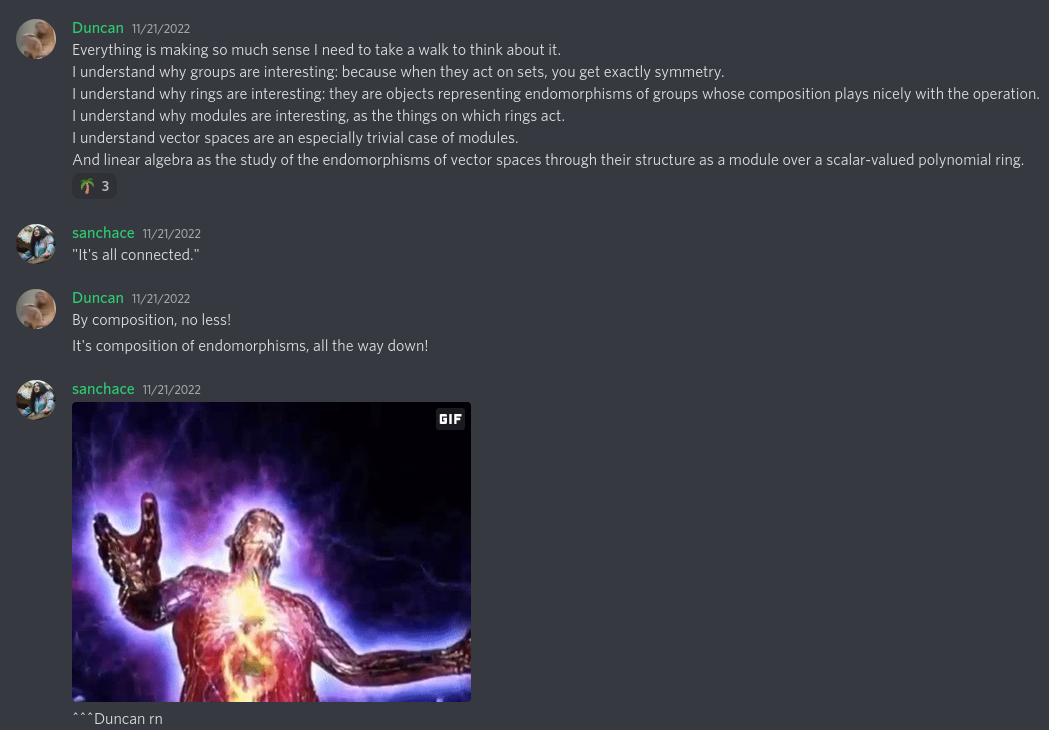 Duncan 11/21/2022
Everything is making so much sense I need to take a walk to think about it.
I understand why groups are interesting: because when they act on sets, you get exactly symmetry.
I understand why rings are interesting: they are objects representing endomorphisms of groups whose composition plays nicely with the operation.
I understand why modules are interesting, as the things on which rings act.
I understand vector spaces are an especially trivial case of modules.
And linear algebra as the study of the endomorphisms of vector spaces through their structure as a module over a scalar-valued polynomial ring.
🌴 3
sanchace 11/21/2022
"It's all connected."
Duncan 11/21/2022
By composition, no less!
It's composition of endomorphisms, all the way down!
sanchace 11/21/2022
GIF
^^^Duncan rn